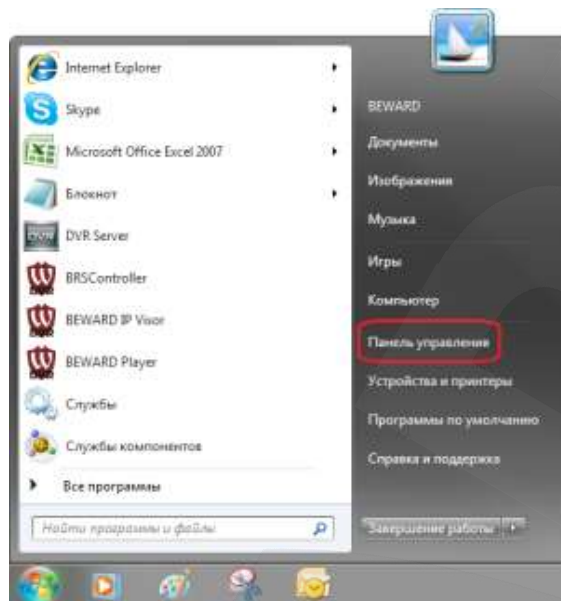 Internet Explorer
Skype
Microsoft Office Excel 2007
Блокнот
DVR
DVR Server
BRSController
BEWARD IP Visor
BEWARD Player
Службы
Службы компонентов
Все программы
Найти программы и файлы
BEWARD
Документы
Изображения
Музыка
Игры
Компьютер
Панель управления
Устройства и принтеры
Программы по умолчанию
Справка и поддержка
Завершение работы